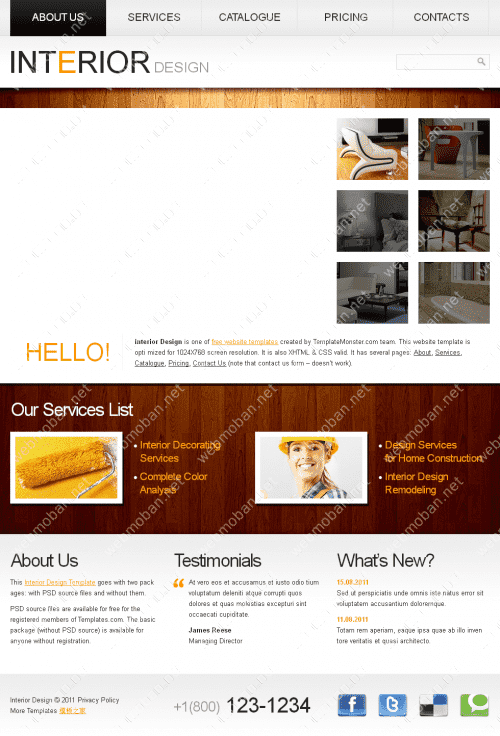 ABOUT US
SERVICES
CATALOGUE
PRICING
CONTACTS
INTERIOR DESIGN
HELLO!
Interior Design is one of free website templates created by TemplateMonster.com team. This website template is
opti mized for 1024X768 screen resolution. It is also XHTML & CSS valid. It has several pages: About, Services,
Catalogue, Pricing, Contact Us (note that contact us form – doesn't work).
Our Services List
Interior Decorating
Services
Complete Color
Analysis
Design Services
for Home Construction
Interior Design
Remodeling
About Us
This Interior Design Template goes with two pack
ages: with PSD source files and without them.
PSD source files are available for free for the
registered members of Templates.com. The basic
package (without PSD source) is available for
anyone without registration.
Testimonials
“ At vero eos et accusamus et iusto odio tium
voluptatum deleniti atque corrupti quos
dolores et quas molestias excepturi sint
occaecati cupiditate.
James Reese
Managing Director
What's New?
15.08.2011
Sed ut perspiciatis unde omnis iste natus error sit
voluptatem accusantium doloremque.
11.08.2011
Totam rem aperiam, eaque ipsa quae ab illo inven
tore veritatis et quasi architecto.
Interior Design © 2011 Privacy Policy
More Templates 模板之家
+1(800) 123-1234
webmoban.net